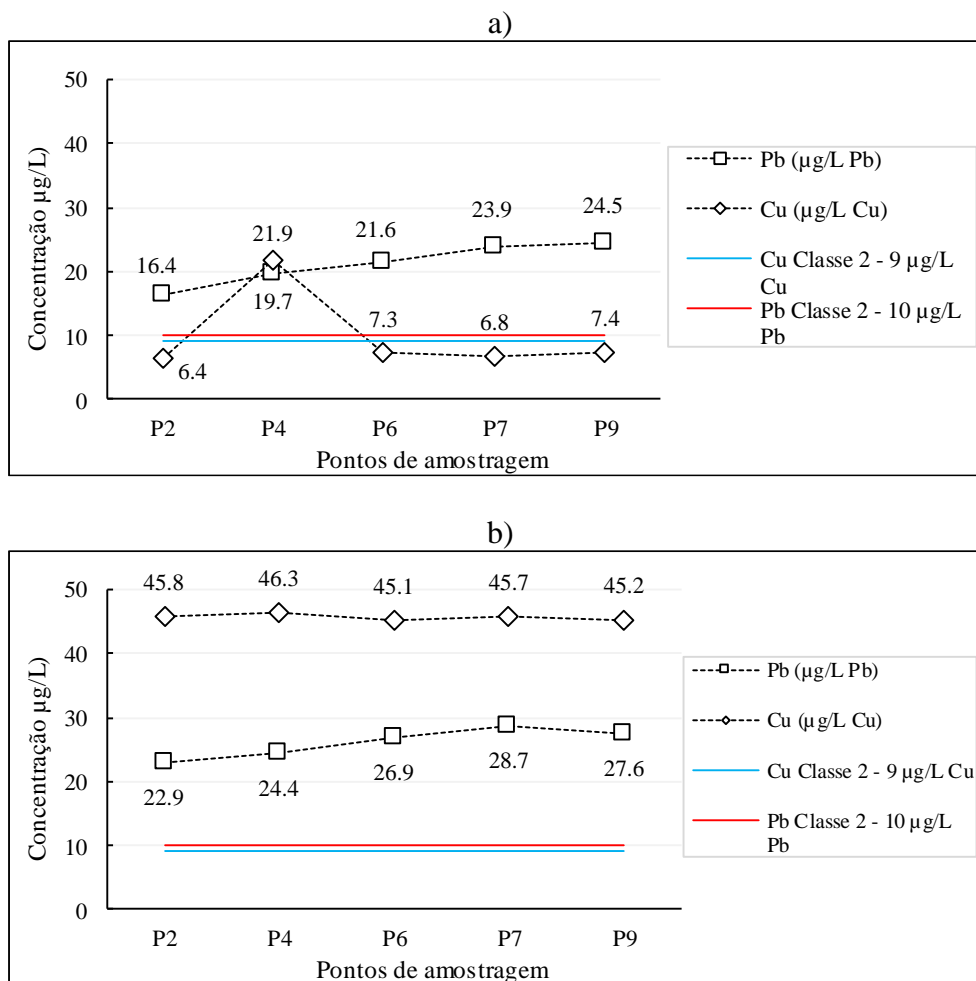 a)
50
40
30
20
10
0
Concentração µg/L)
16.4
21.9
21.6
23.9
24.5
19.7
7.3
6.8
7.4
6.4
P2
P4
P6
P7
P9
Pontos de amostragem
Pb (µg/L Pb)
Cu (µg/L Cu)
Cu Classe 2 - 9 µg/L
Cu
Pb Classe 2 - 10 µg/L
Pb
b)
50
40
30
20
10
0
Concentração µg/L)
45.8
46.3
45.1
45.7
45.2
22.9
24.4
26.9
28.7
27.6
P2
P4
P6
P7
P9
Pontos de amostragem
Pb (µg/L Pb)
Cu (µg/L Cu)
Cu Classe 2 - 9 µg/L Cu
Pb Classe 2 - 10 µg/L
Pb